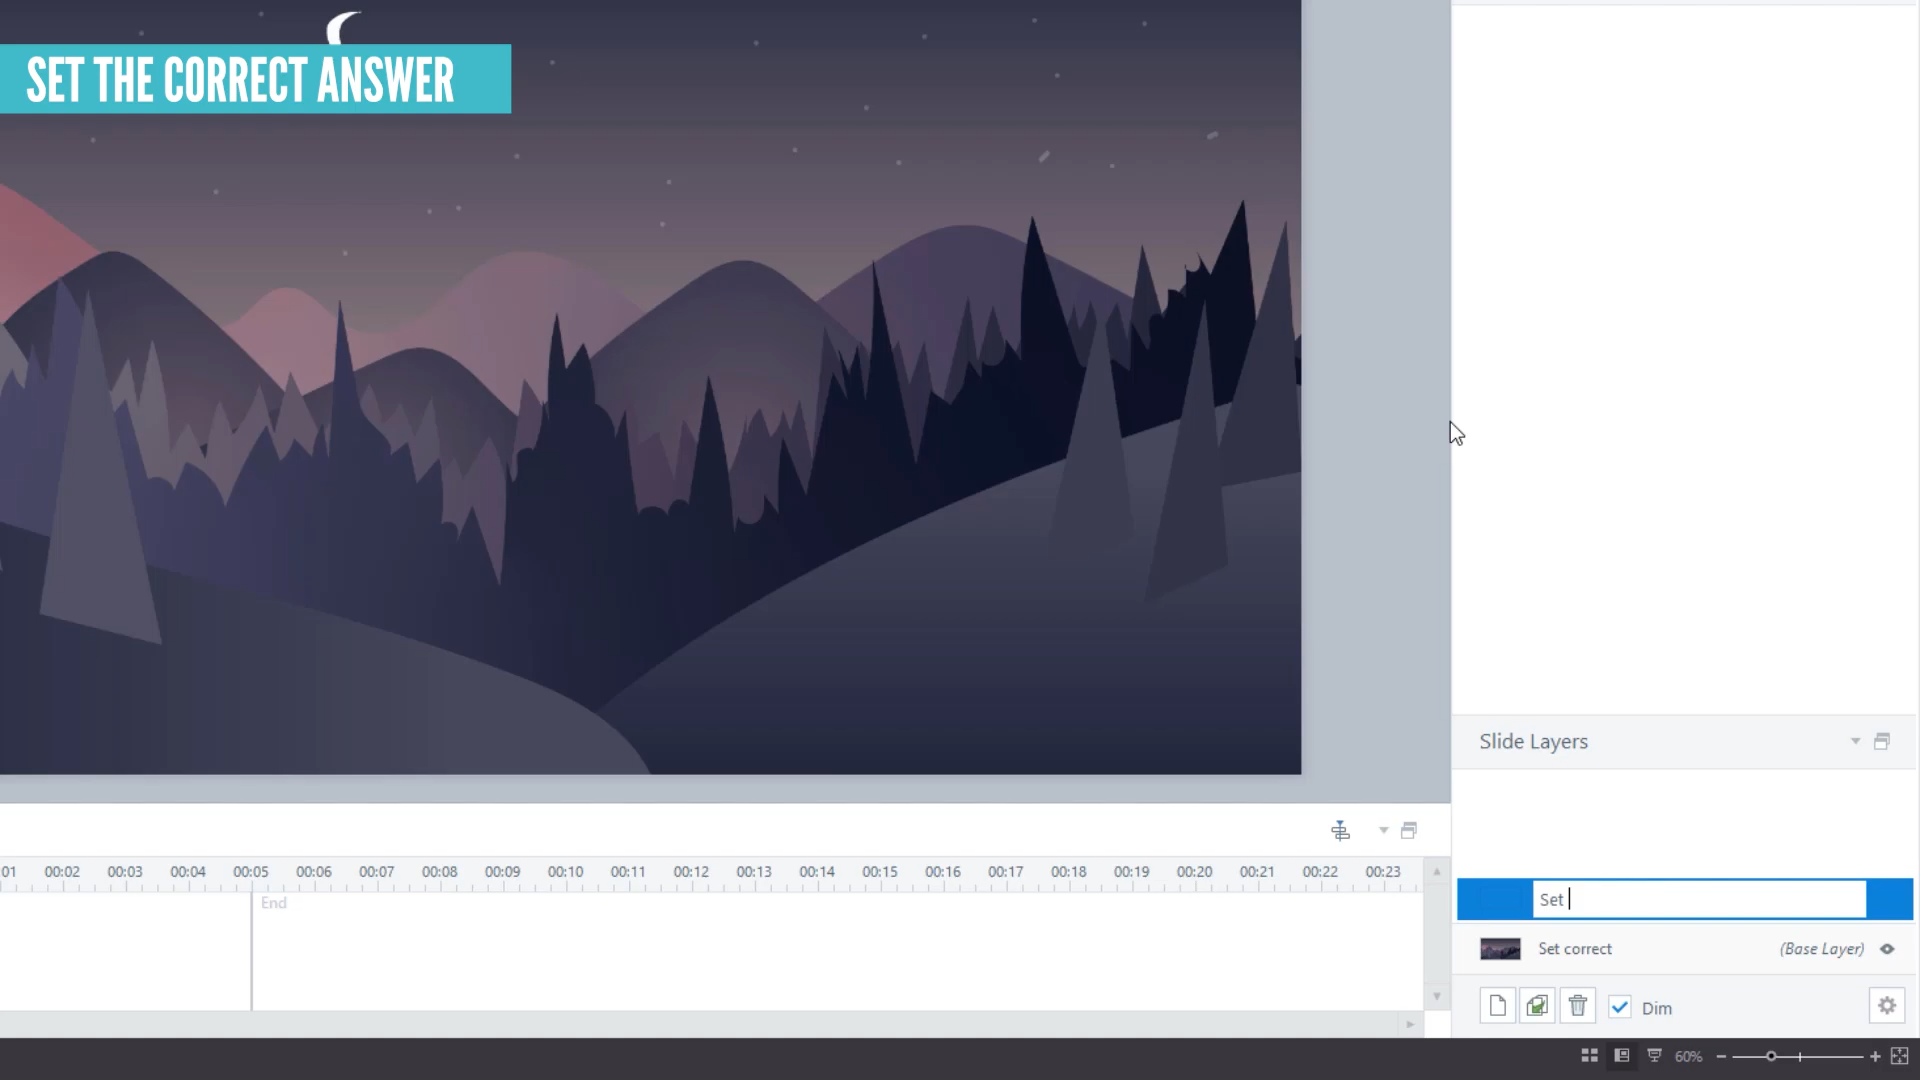 SET THE CORRECT ANSWER
Slide Layers
01 00:02 00:03 00:04 00:05 00:06 00:07 00:08 00:09 00:10 00:11 00:12 00:13 00:14 00:15 00:16 00:17 00:18 00:19 00:20 00:21 00:22 00:23
End
Set
Set correct (Base Layer)
Dim
60%